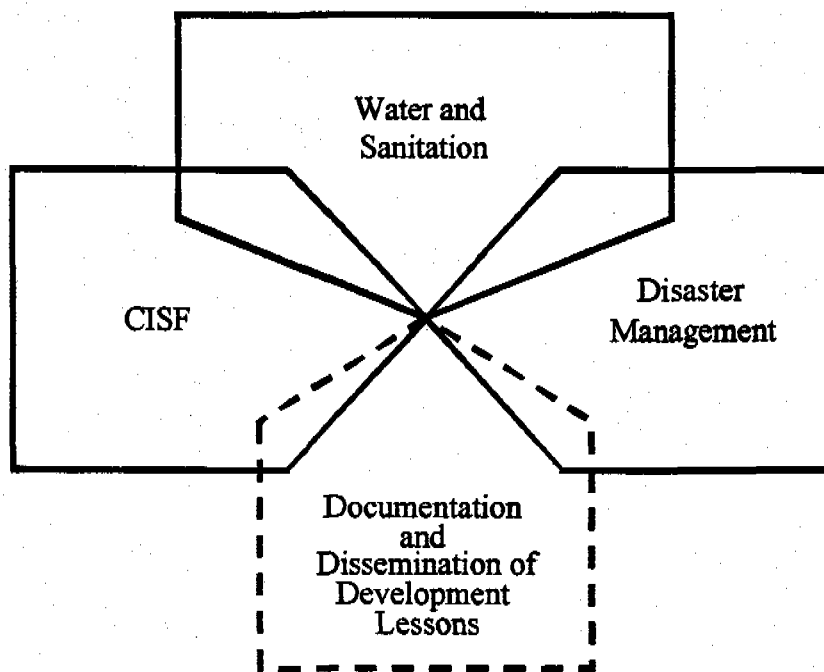 Water and
Sanitation
CISF
Disaster
Management
Documentation
and
Dissemination of
Development
Lessons